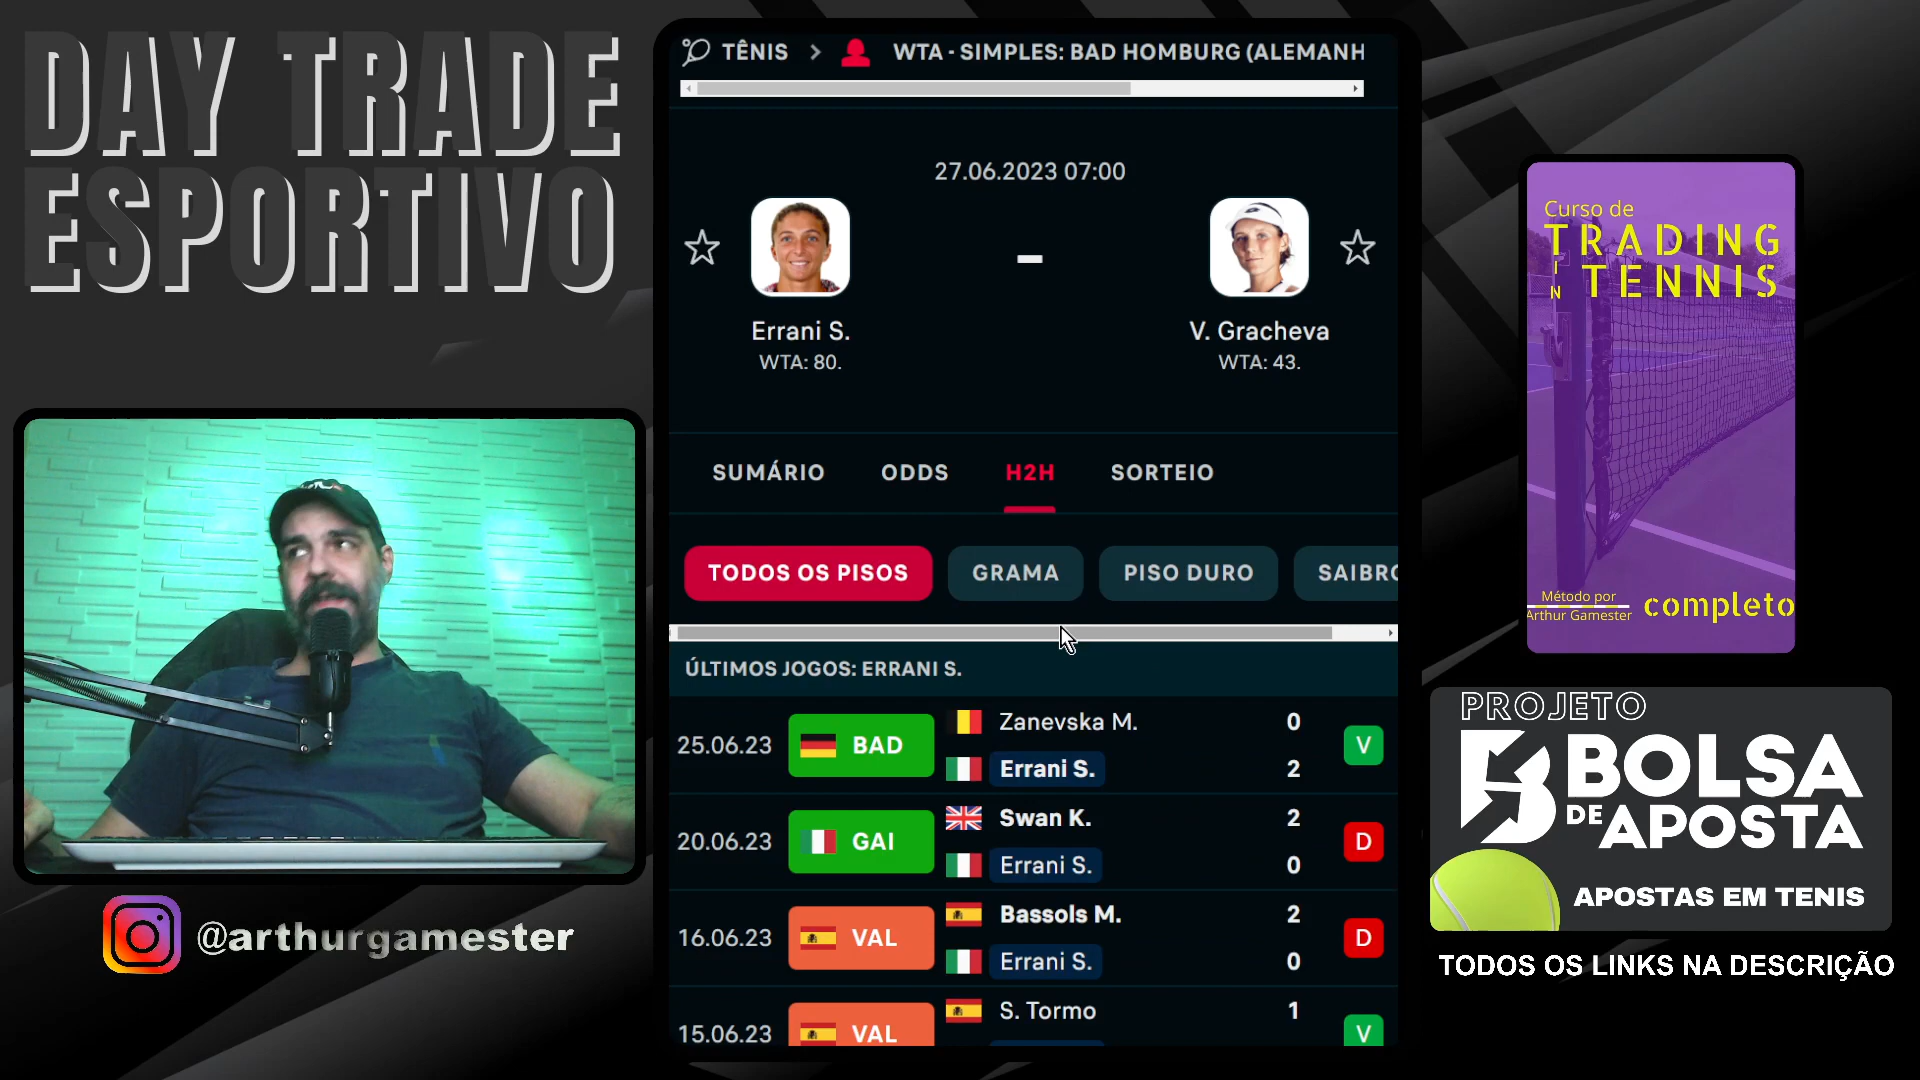 DAY TRADE
ESPORTIVO
TÊNIS
WTA - SIMPLES: BAD HOMBURG (ALEMANH
27.06.2023 07:00
Errani S.
WTA: 80.
V. Gracheva
WTA: 43.
SUMÁRIO ODDS H2H SORTEIO
TODOS OS PISOS GRAMA PISO DURO SAIBRO
ÚLTIMOS JOGOS: ERRANI S.
25.06.23 BAD Zanevska M. 0 V
Errani S. 2
20.06.23 GAI Swan K. 2 D
Errani S. 0
16.06.23 VAL Bassols M. 2 D
Errani S. 0
15.06.23 VAL S. Tormo 1 V
@arthurgamester
Curso de
TRADING
IN
TENNIS
Método por
Arthur Gamester
completo
PROJETO
BOLSA
DE APOSTA
APOSTAS EM TENIS
TODOS OS LINKS NA DESCRIÇÃO